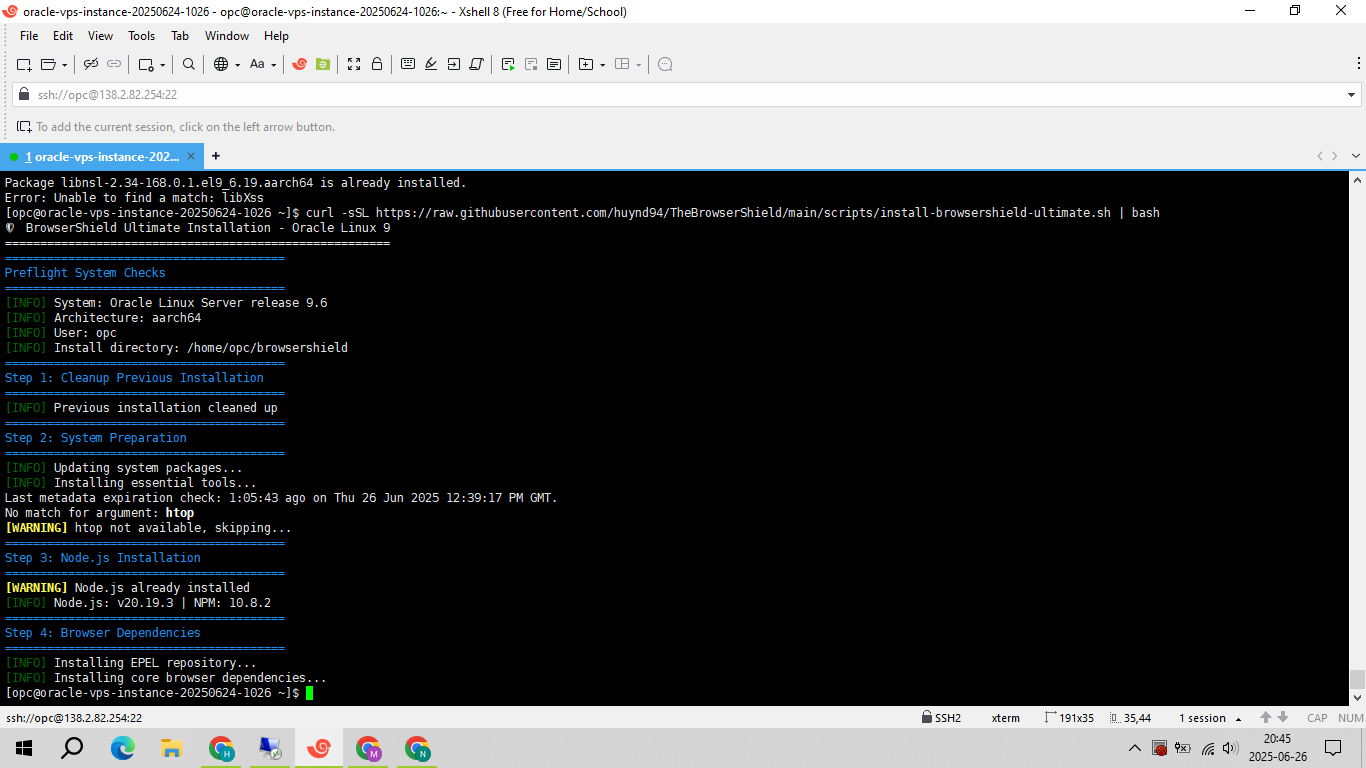 oracle-vps-instance-20250624-1026 - opc@oracle-vps-instance-20250624-1026:~ - Xshell 8 (Free for Home/School)
File Edit View Tools Tab Window Help
Aa
ssh://opc@138.2.82.254:22
To add the current session, click on the left arrow button.
1 oracle-vps-instance-202... × +
Package libnsl-2.34-168.0.1.el9_6.19.aarch64 is already installed.
Error: Unable to find a match: libXss
[opc@oracle-vps-instance-20250624-1026 ~]$ curl -sSL https://raw.githubusercontent.com/huynd94/TheBrowserShield/main/scripts/install-browsershield-ultimate.sh | bash
BrowserShield Ultimate Installation - Oracle Linux 9
=======================================================
========================================
Preflight System Checks
========================================
[INFO] System: Oracle Linux Server release 9.6
[INFO] Architecture: aarch64
[INFO] User: opc
[INFO] Install directory: /home/opc/browsershield
========================================
Step 1: Cleanup Previous Installation
========================================
[INFO] Previous installation cleaned up
========================================
Step 2: System Preparation
========================================
[INFO] Updating system packages...
[INFO] Installing essential tools...
Last metadata expiration check: 1:05:43 ago on Thu 26 Jun 2025 12:39:17 PM GMT.
No match for argument: htop
[WARNING] htop not available, skipping...
========================================
Step 3: Node.js Installation
========================================
[WARNING] Node.js already installed
[INFO] Node.js: v20.19.3 | NPM: 10.8.2
========================================
Step 4: Browser Dependencies
========================================
[INFO] Installing EPEL repository...
[INFO] Installing core browser dependencies...
[opc@oracle-vps-instance-20250624-1026 ~]$
ssh://opc@138.2.82.254:22 SSH2 xterm 191x35 35,44 1 session CAP NUM
H M N
20:45
2025-06-26